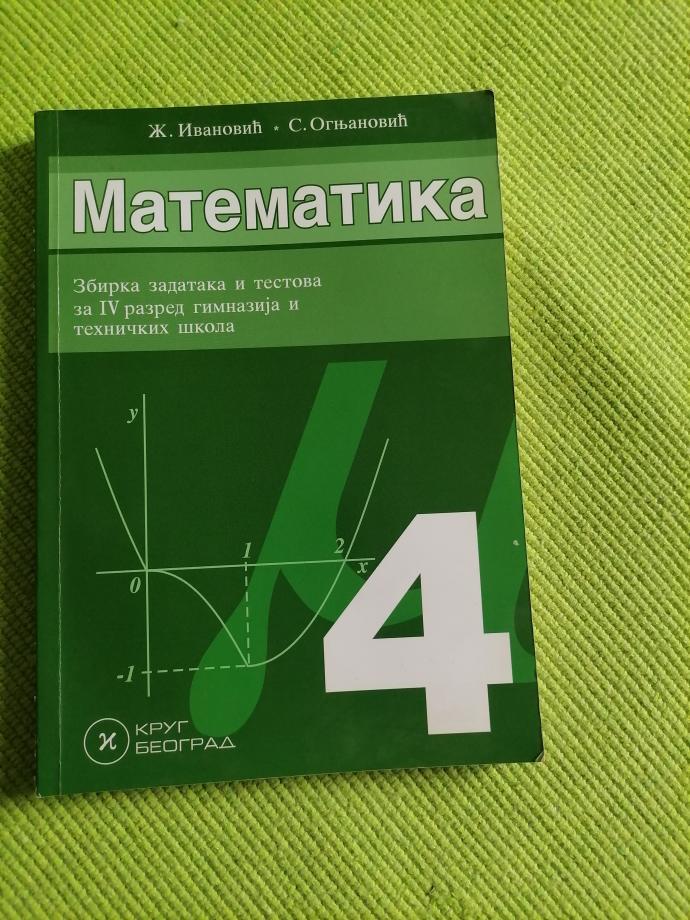 Ж. Ивановић * С. Огњановић
Математика
Збирка задатака и тестова
за IV разред гимназија и
техничких школа
y
1
2
0
x
-1
4
ϰ
КРУГ
БЕОГРАД